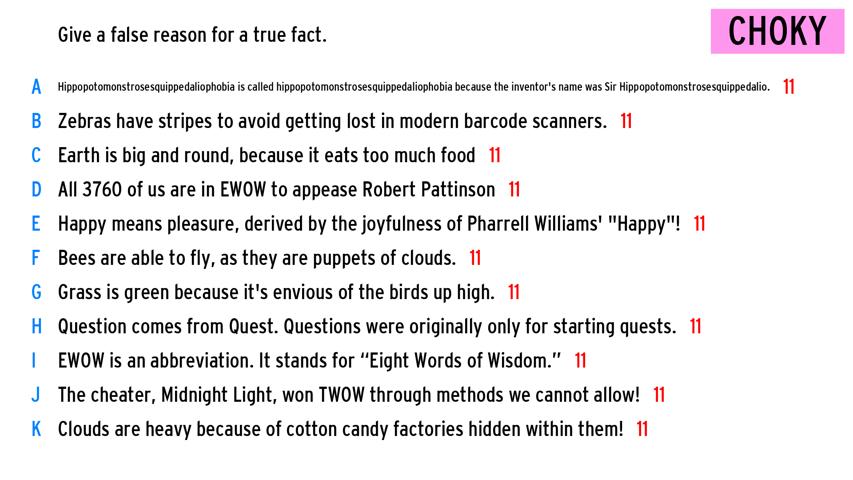 Give a false reason for a true fact.
CHOKY
A Hippopotomonstrosesquippedaliophobia is called hippopotomonstrosesquippedaliophobia because the inventor's name was Sir Hippopotomonstrosesquippedalio. 11
B Zebras have stripes to avoid getting lost in modern barcode scanners. 11
C Earth is big and round, because it eats too much food 11
D All 3760 of us are in EWOW to appease Robert Pattinson 11
E Happy means pleasure, derived by the joyfulness of Pharrell Williams' "Happy"! 11
F Bees are able to fly, as they are puppets of clouds. 11
G Grass is green because it's envious of the birds up high. 11
H Question comes from Quest. Questions were originally only for starting quests. 11
I EWOW is an abbreviation. It stands for “Eight Words of Wisdom.” 11
J The cheater, Midnight Light, won TWOW through methods we cannot allow! 11
K Clouds are heavy because of cotton candy factories hidden within them! 11